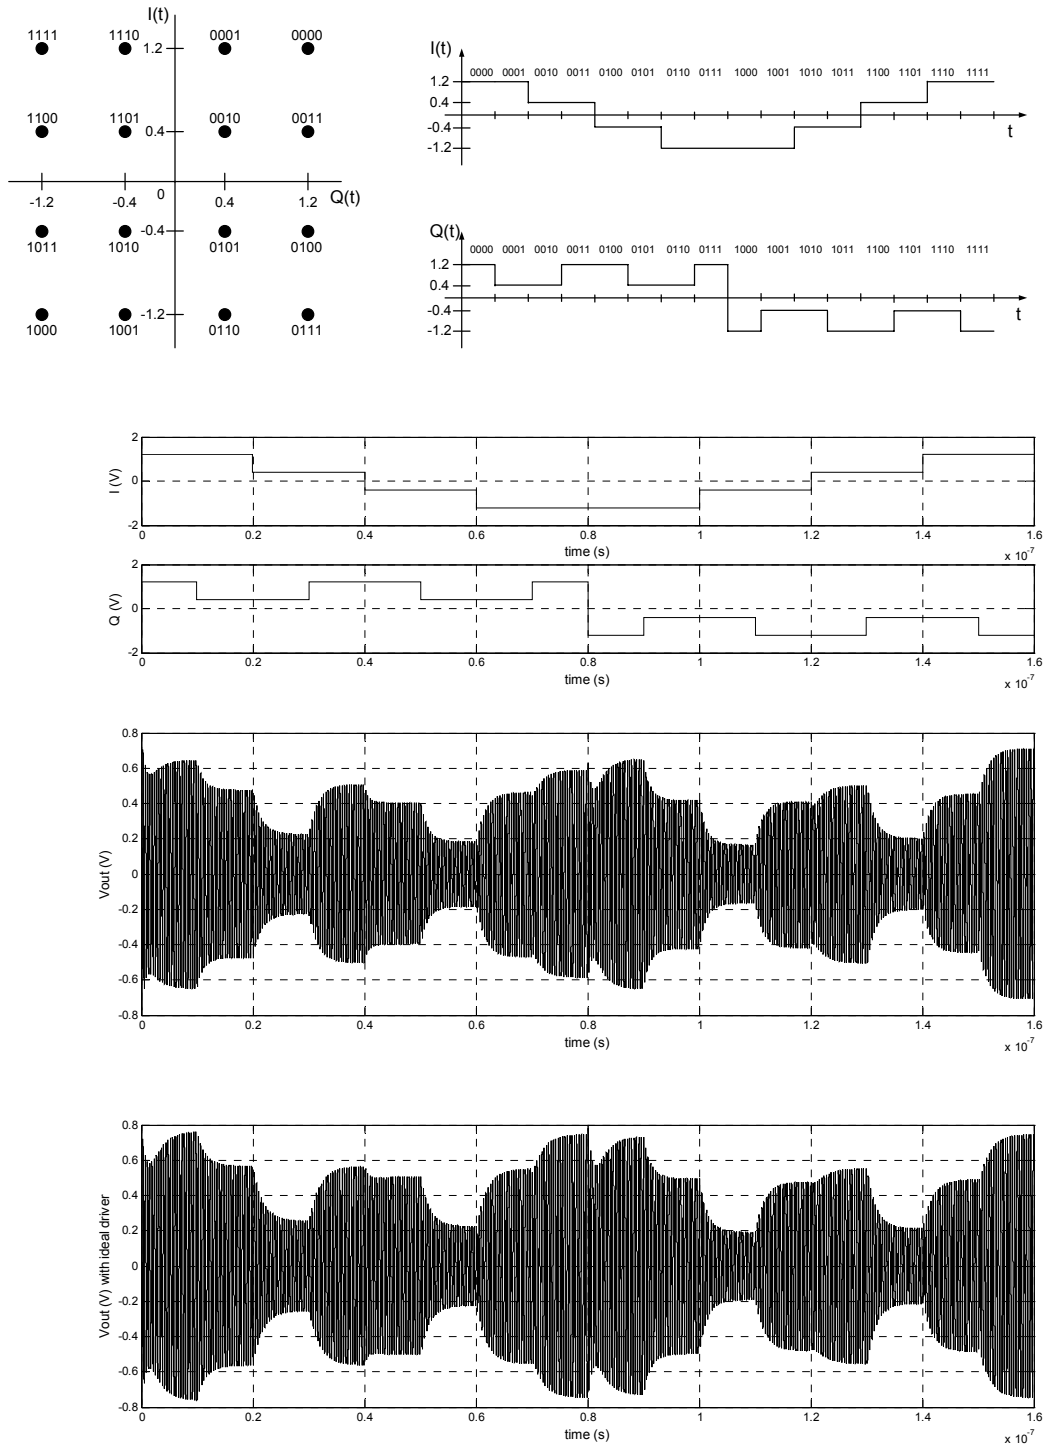 I(t)
1111 1110 0001 0000
1.2
1100 1101 0010 0011
0.4
0
-1.2 -0.4 0.4 1.2 Q(t)
-0.4
1011 1010 0101 0100
-1.2
1000 1001 0110 0111
I(t)
0000 0001 0010 0011 0100 0101 0110 0111 1000 1001 1010 1011 1100 1101 1110 1111
1.2
0.4
-0.4
-1.2
t
Q(t)
0000 0001 0010 0011 0100 0101 0110 0111 1000 1001 1010 1011 1100 1101 1110 1111
1.2
0.4
-0.4
-1.2
t
2
0
-2
I (V)
0 0.2 0.4 0.6 0.8 1 1.2 1.4 1.6
time (s)
x 10-7
2
0
-2
Q (V)
0 0.2 0.4 0.6 0.8 1 1.2 1.4 1.6
time (s)
x 10-7
0.8
0.6
0.4
0.2
0
-0.2
-0.4
-0.6
-0.8
Vout (V)
0 0.2 0.4 0.6 0.8 1 1.2 1.4 1.6
time (s)
x 10-7
0.8
0.6
0.4
0.2
0
-0.2
-0.4
-0.6
-0.8
Vout (V) with ideal driver
0 0.2 0.4 0.6 0.8 1 1.2 1.4 1.6
time (s)
x 10-7